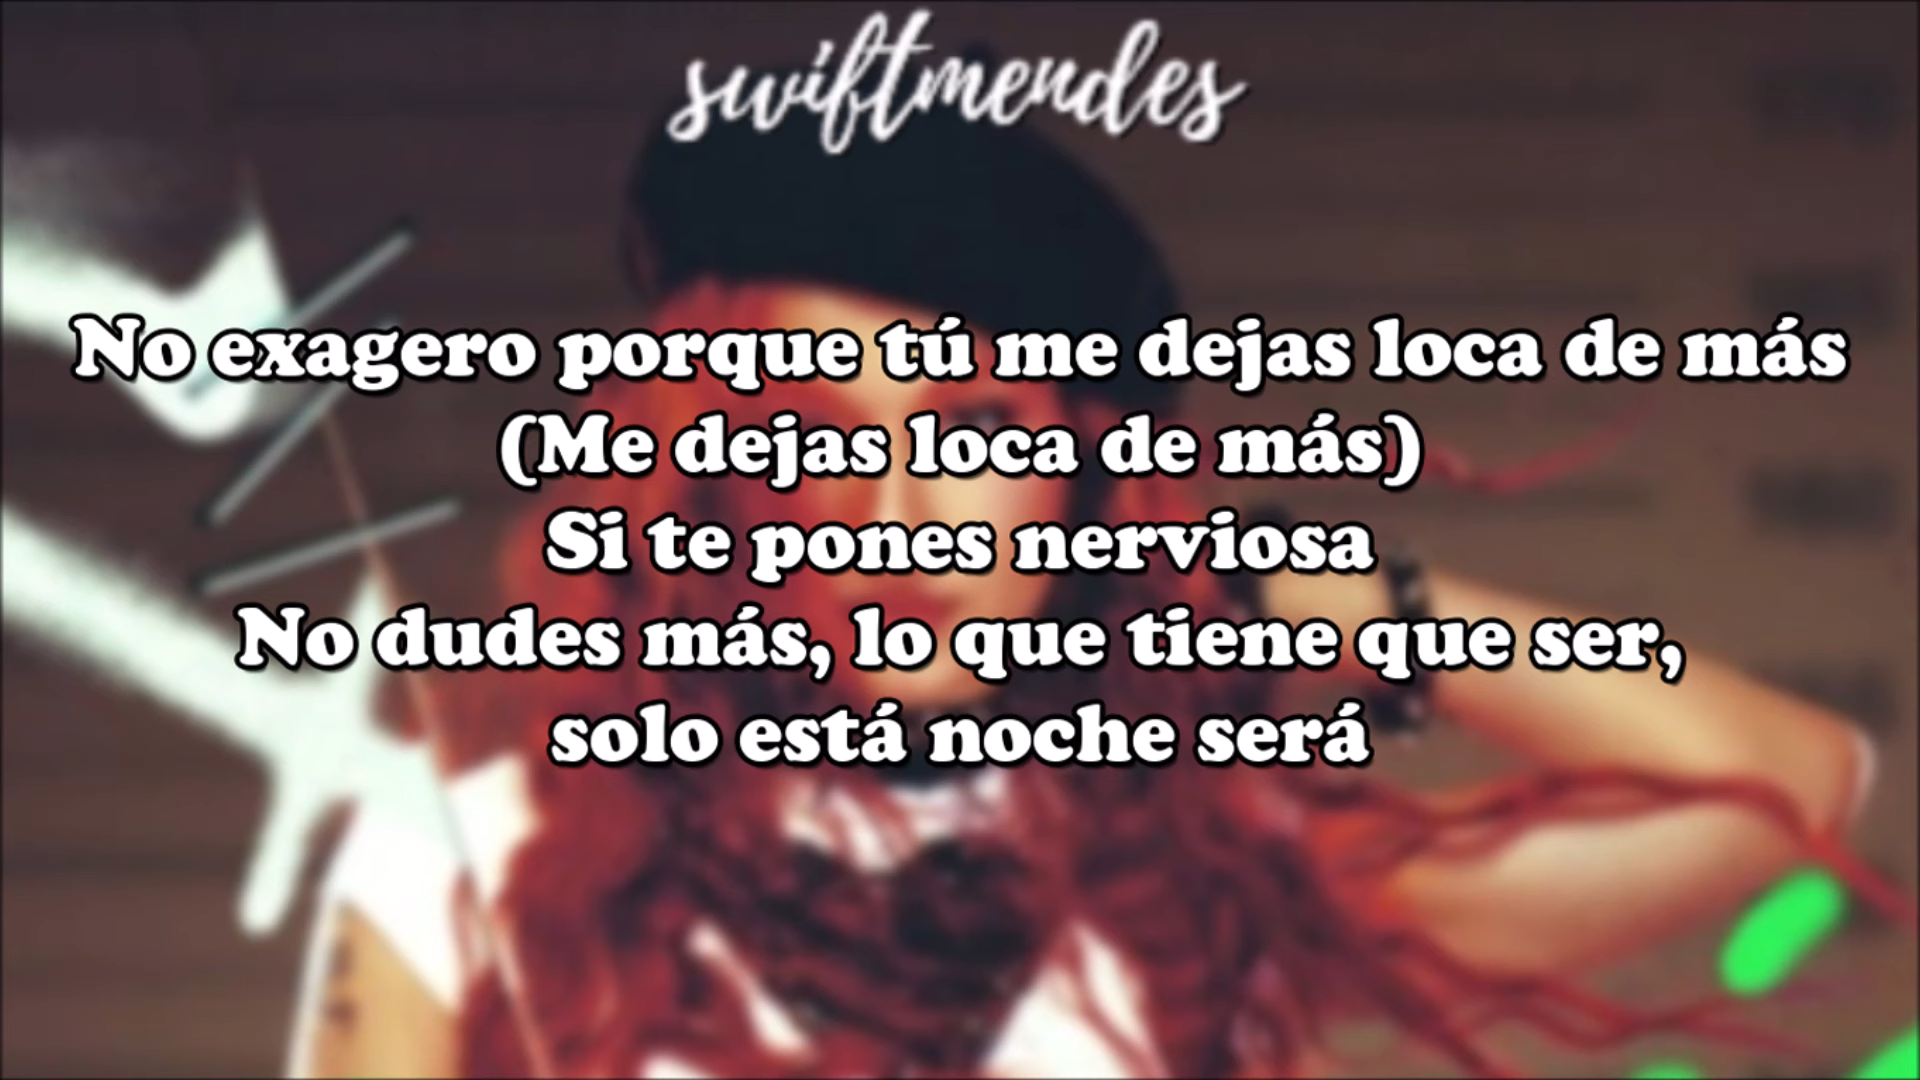 swiftmendes
No exagero porque tú me dejas loca de más
(Me dejas loca de más)
Si te pones nerviosa
No dudes más, lo que tiene que ser,
solo está noche será